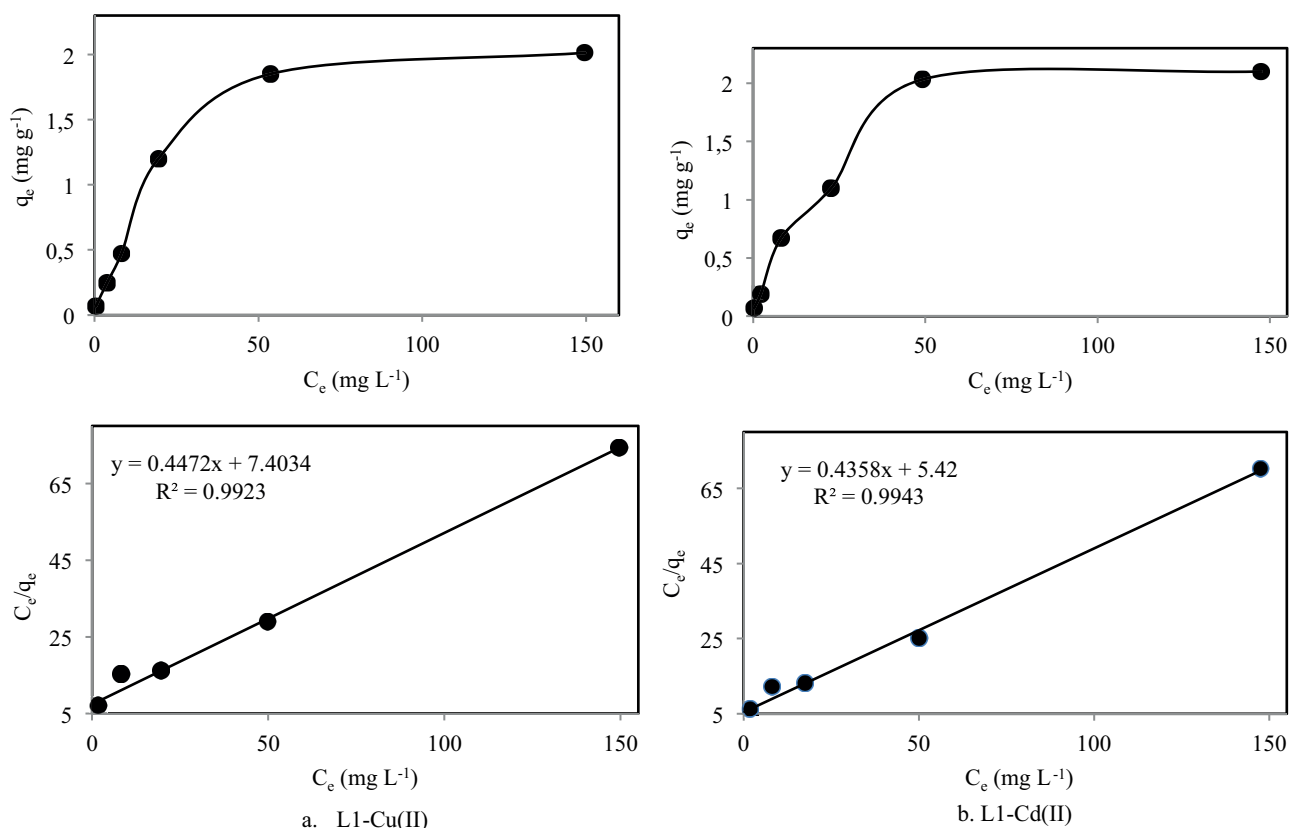 2
1,5
1
0,5
0
0 50 100 150
qe (mg g-1)
Ce (mg L-1)
2
1,5
1
0,5
0
0 50 100 150
qe (mg g-1)
Ce (mg L-1)
y = 0.4472x + 7.4034
R² = 0.9923
65
45
25
5
0 50 100 150
Ce/qe
Ce (mg L-1)
a. L1-Cu(II)
y = 0.4358x + 5.42
R² = 0.9943
65
45
25
5
0 50 100 150
Ce/qe
Ce (mg L-1)
b. L1-Cd(II)